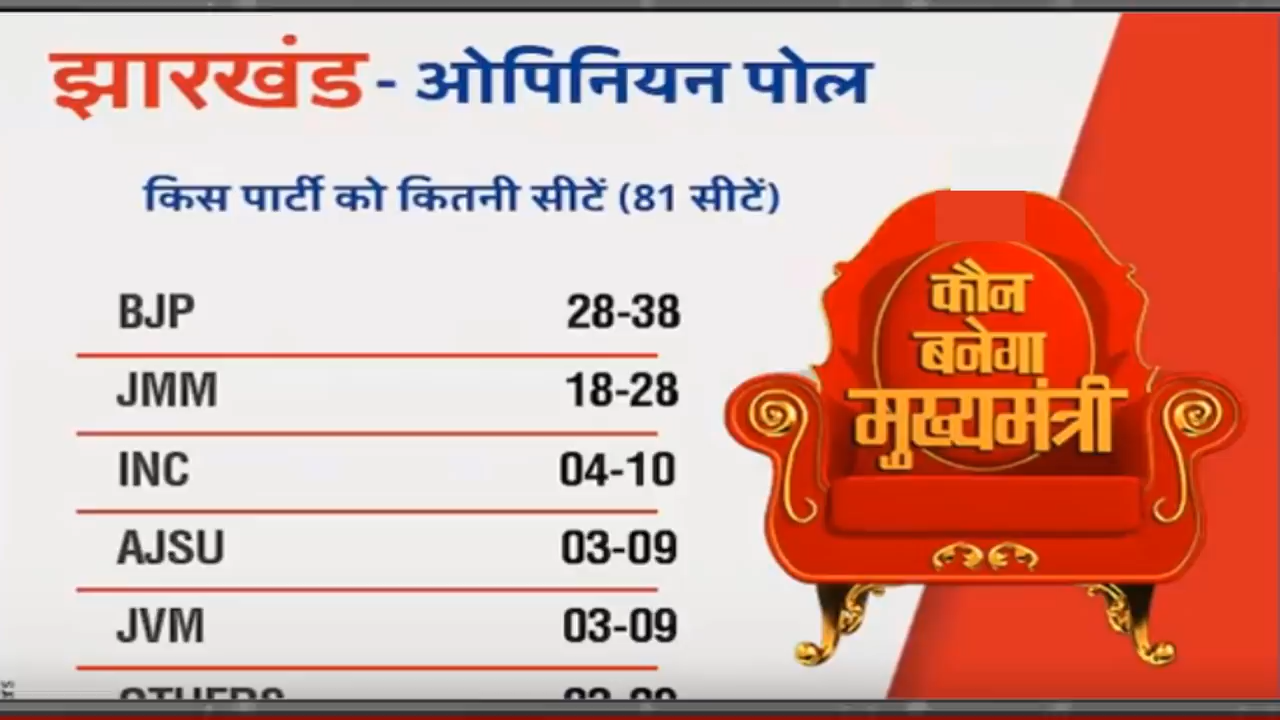 झारखंड - ओपिनियन पोल
किस पार्टी को कितनी सीटें (81 सीटें)
BJP 28-38
JMM 18-28
INC 04-10
AJSU 03-09
JVM 03-09
OTHERS
कौन
बनेगा
मुख्यमंत्री